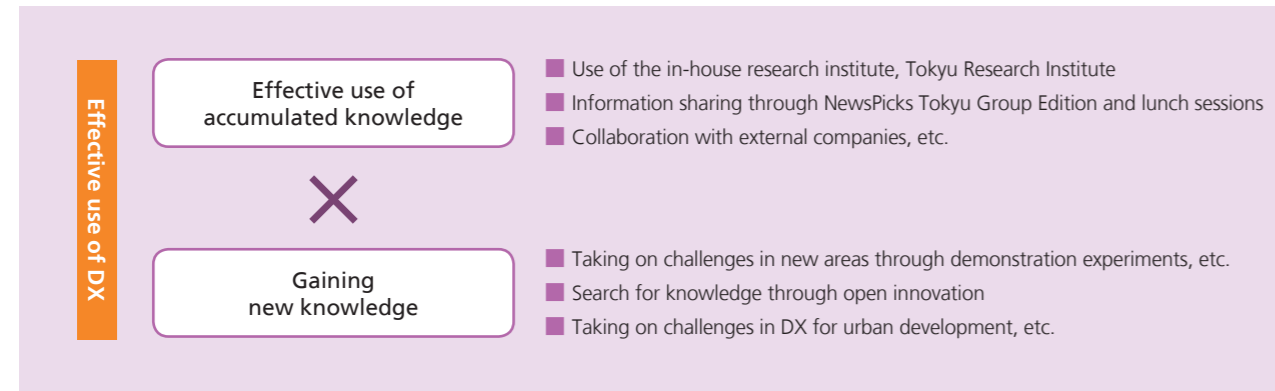 Effective use of DX
Effective use of
accumulated knowledge
■ Use of the in-house research institute, Tokyu Research Institute
■ Information sharing through NewsPicks Tokyu Group Edition and lunch sessions
■ Collaboration with external companies, etc.
×
Gaining
new knowledge
■ Taking on challenges in new areas through demonstration experiments, etc.
■ Search for knowledge through open innovation
■ Taking on challenges in DX for urban development, etc.